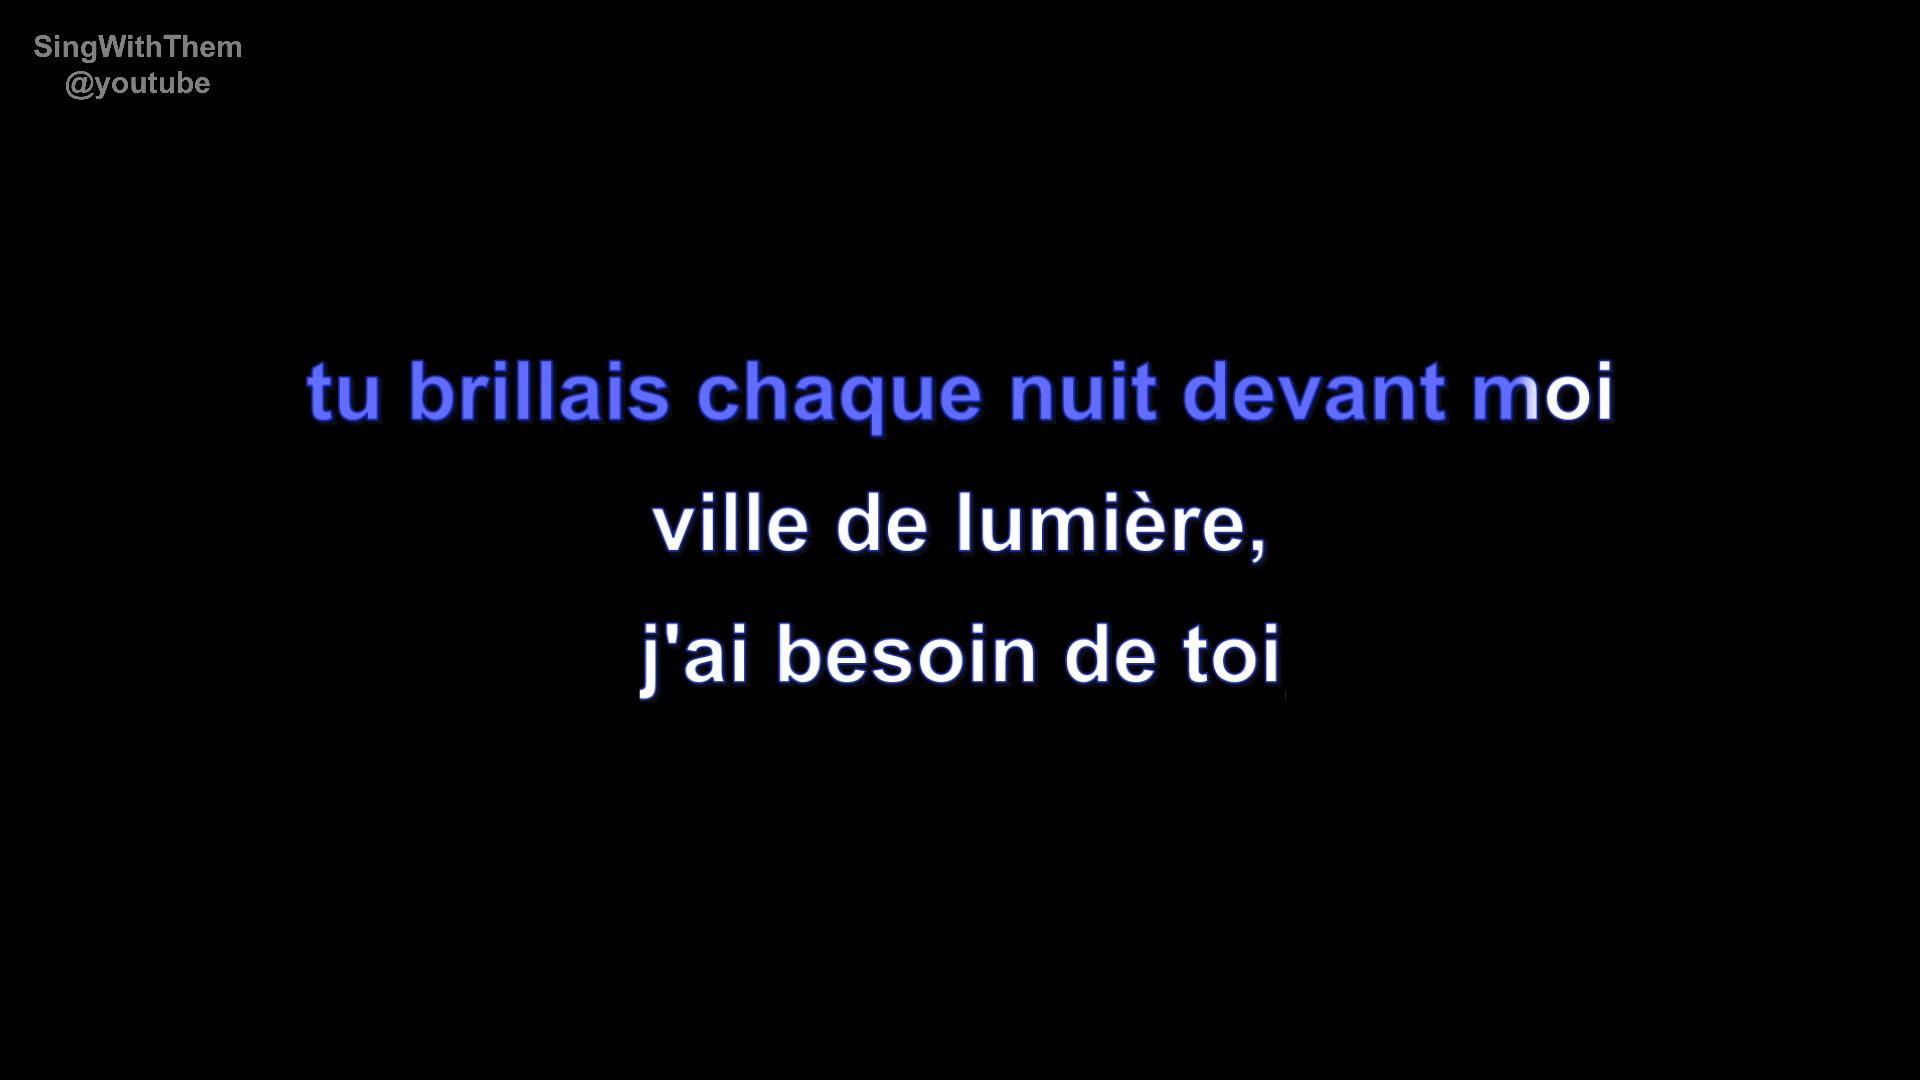 SingWithThem
@youtube
tu brillais chaque nuit devant moi
ville de lumière,
j'ai besoin de toi